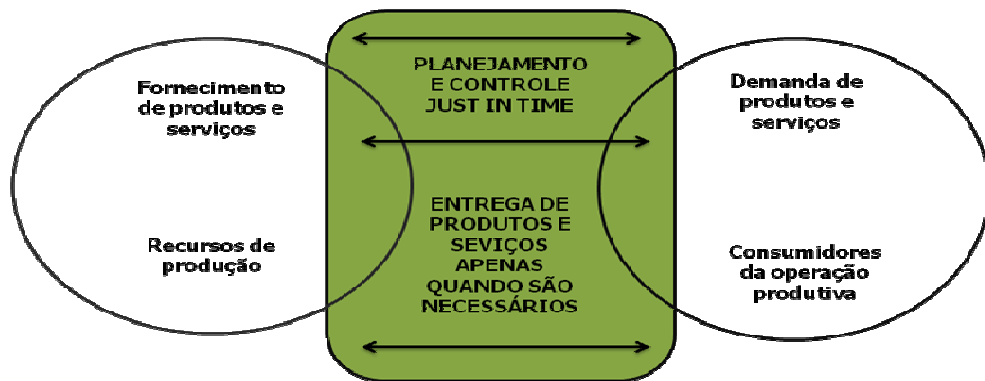 Fornecimento
de produtos e
serviços
Recursos de
produção
PLANEJAMENTO
E CONTROLE
JUST IN TIME
ENTREGA DE
PRODUTOS E
SEVIÇOS
APENAS
QUANDO SÃO
NECESSÁRIOS
Demanda de
produtos e
serviços
Consumidores
da operação
produtiva